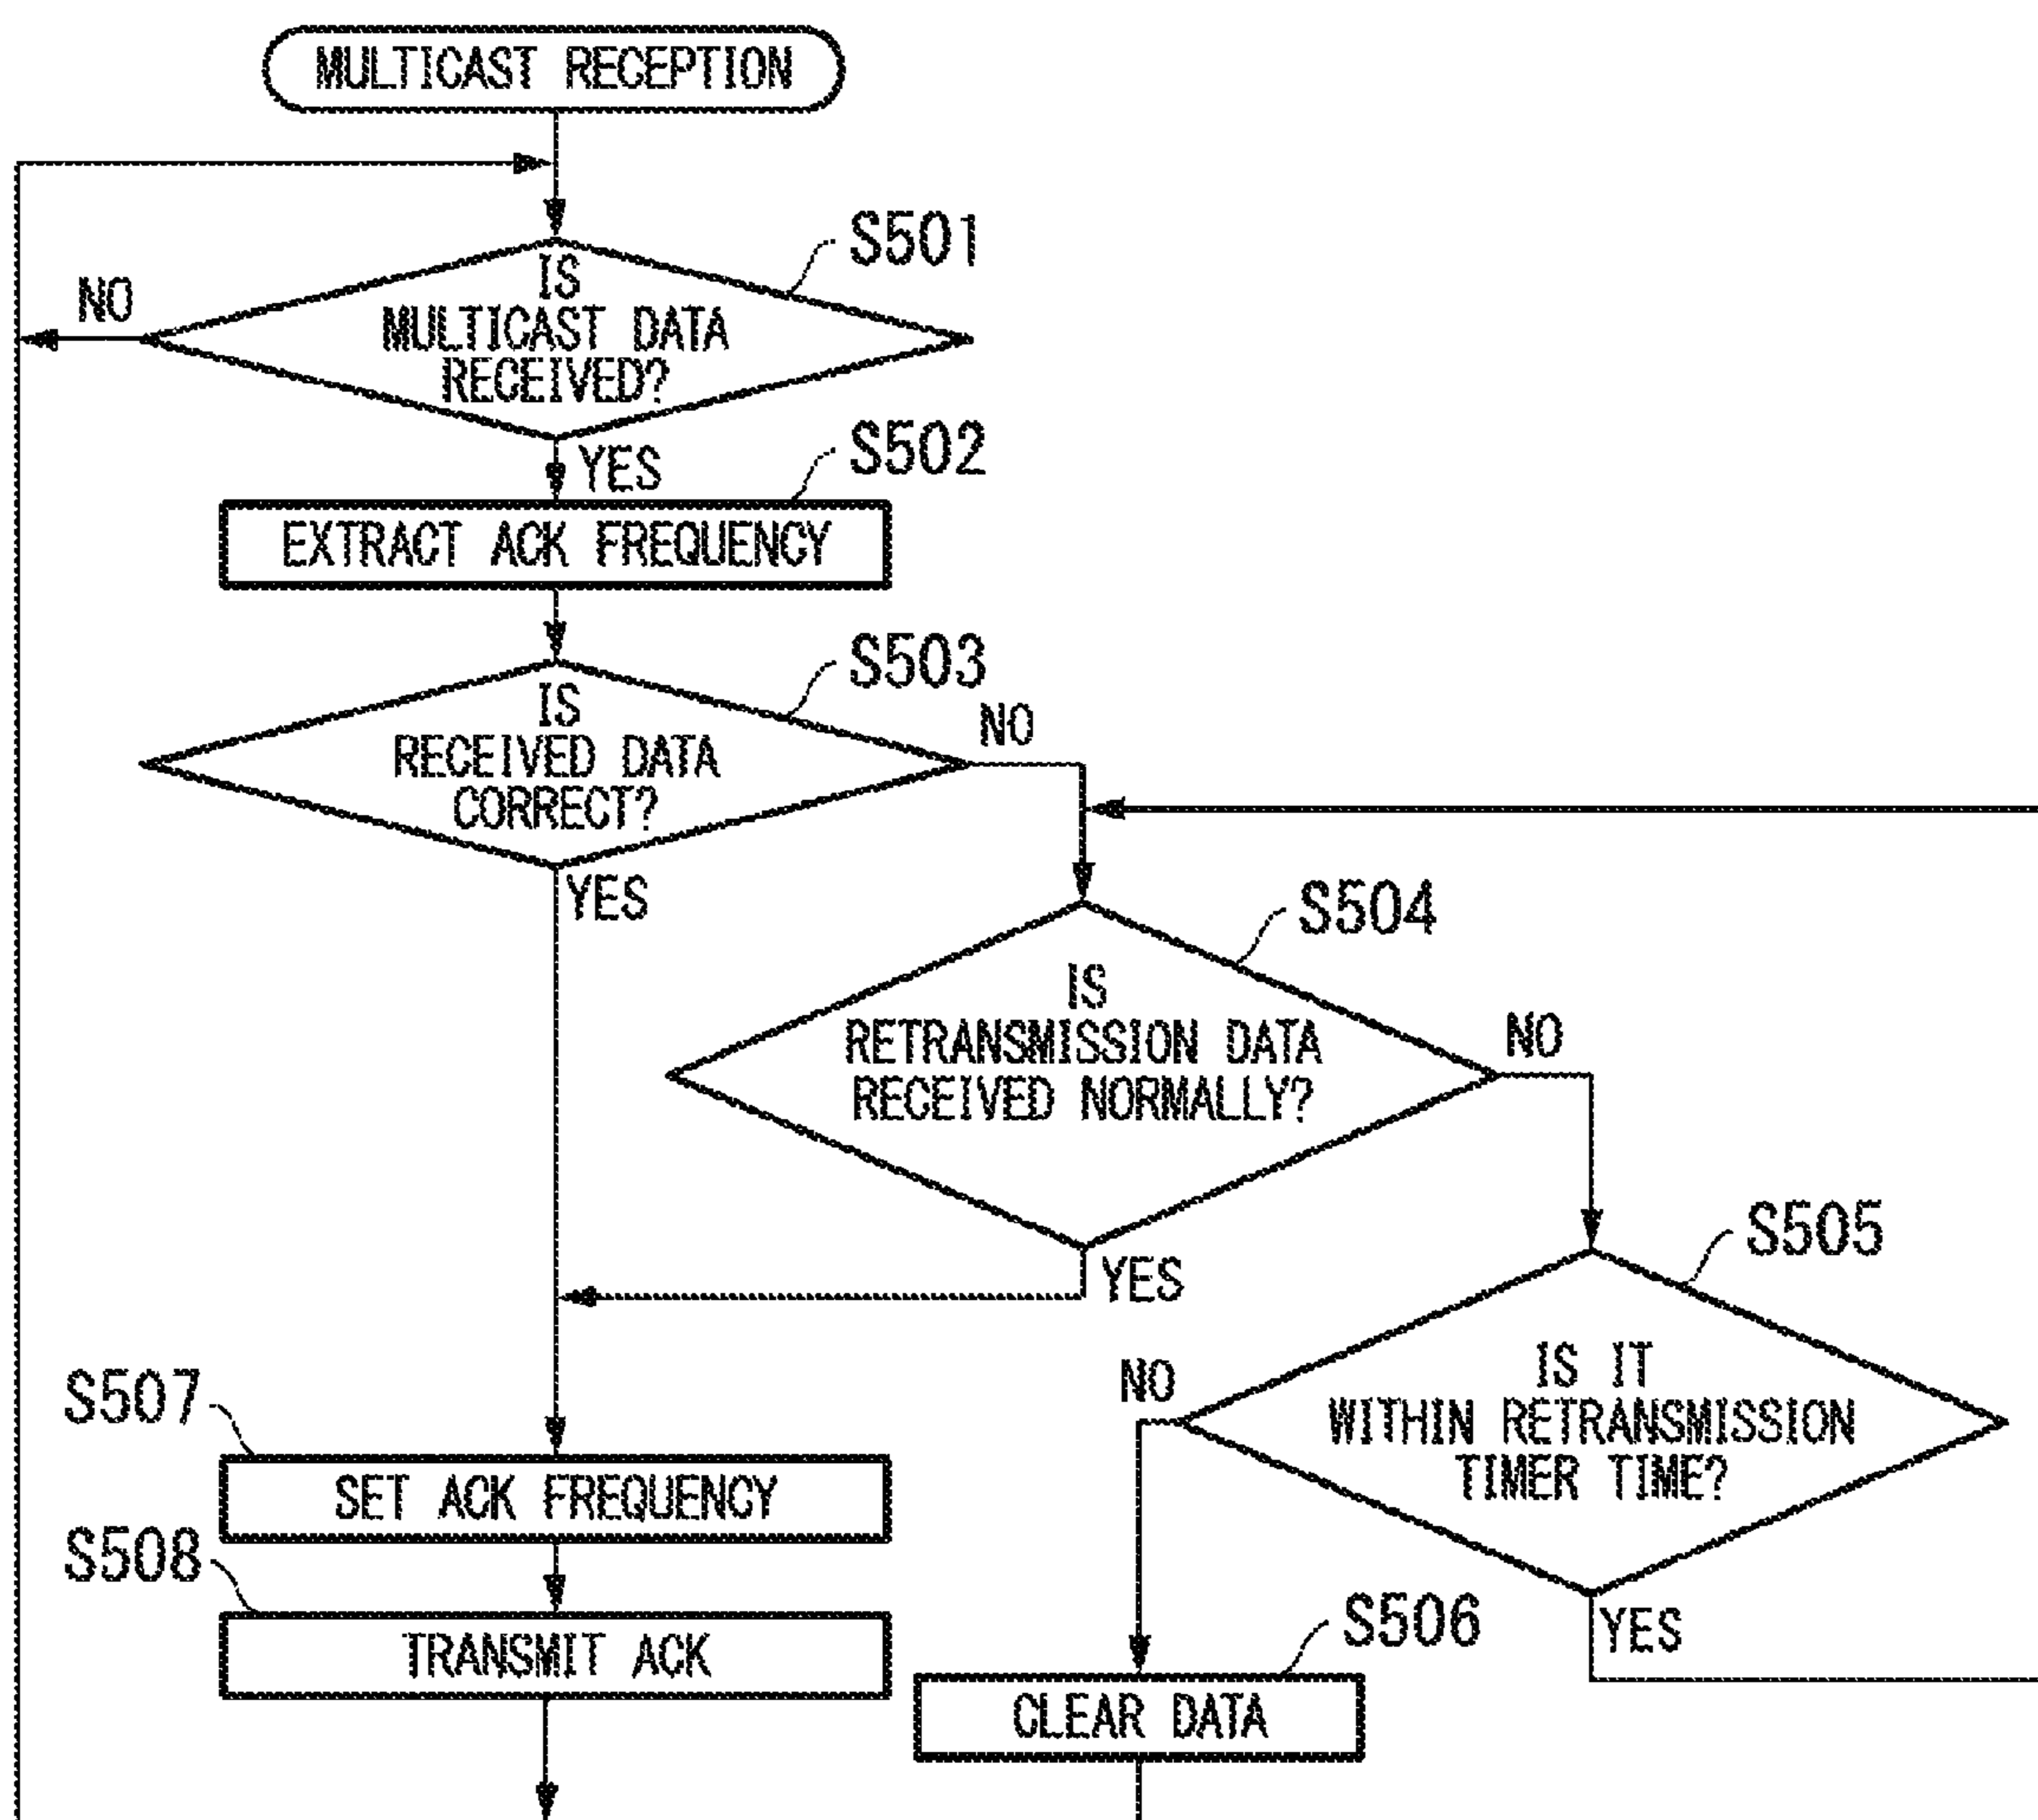 MULTICAST RECEPTION
S501
IS
MULTICAST DATA
RECEIVED?
NO
YES
S502
EXTRACT ACK FREQUENCY
S503
IS
RECEIVED DATA
CORRECT?
NO
YES
S504
IS
RETRANSMISSION DATA
RECEIVED NORMALLY?
NO
YES
S505
IS IT
WITHIN RETRANSMISSION
TIMER TIME?
NO
YES
S507
SET ACK FREQUENCY
S508
TRANSMIT ACK
S506
CLEAR DATA